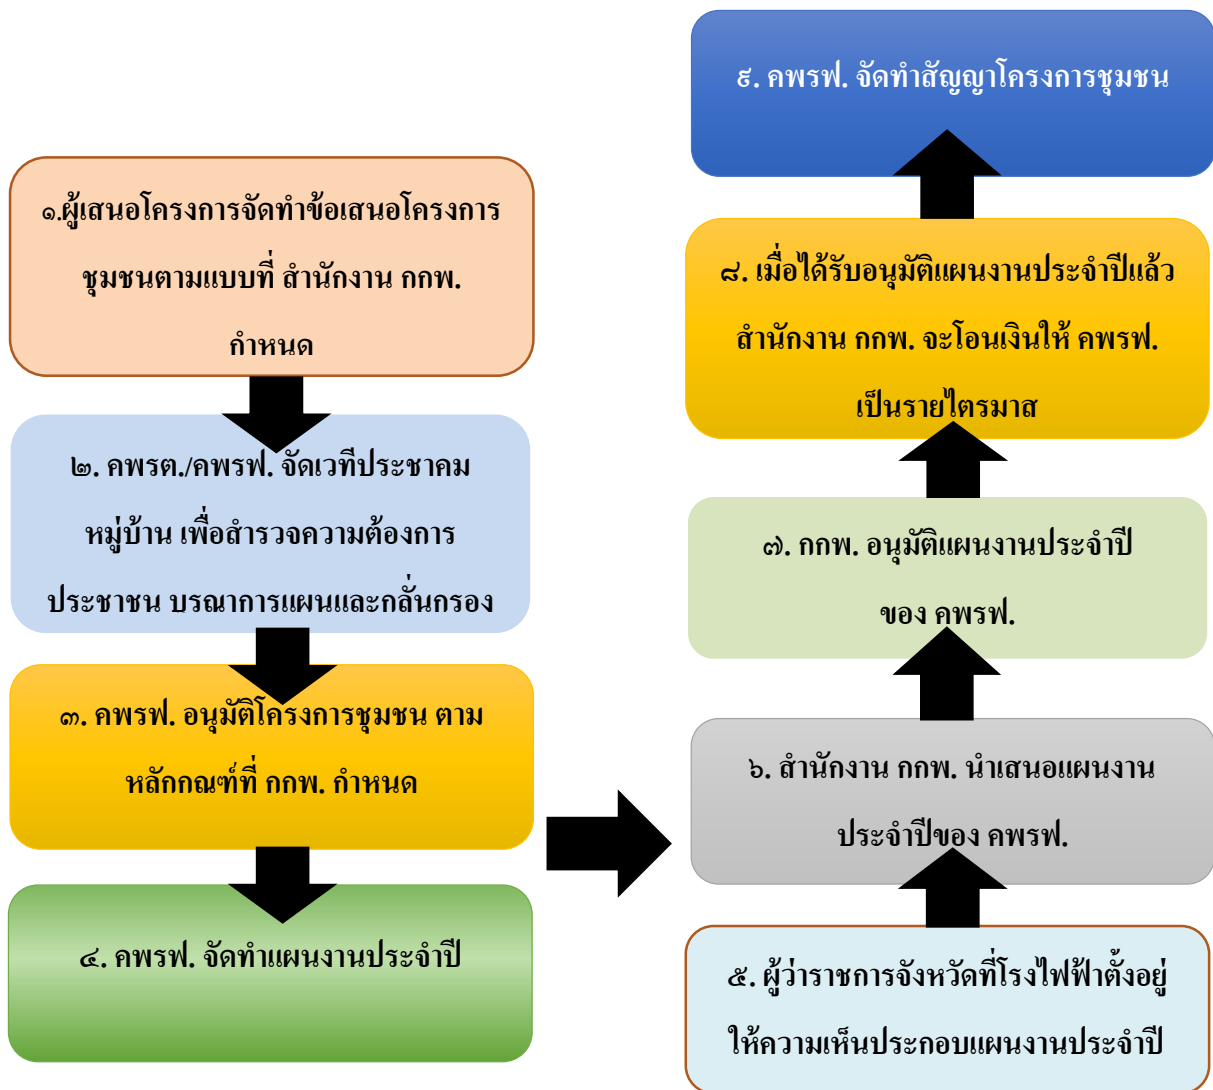 ๑.ผู้เสนอโครงการจัดทำข้อเสนอโครงการ
ชุมชนตามแบบที่ สำนักงาน กกพ.
กำหนด
๒. คพรต./คพรฟ. จัดเวทีประชาคม
หมู่บ้าน เพื่อสำรวจความต้องการ
ประชาชน บูรณาการแผนและกลั่นกรอง
๓. คพรฟ. อนุมัติโครงการชุมชน ตาม
หลักกณฑ์ที่ กกพ. กำหนด
๔. คพรฟ. จัดทำแผนงานประจำปี
๕. ผู้ว่าราชการจังหวัดที่โรงไฟฟ้าตั้งอยู่
ให้ความเห็นประกอบแผนงานประจำปี
๖. สำนักงาน กกพ. นำเสนอแผนงาน
ประจำปีของ คพรฟ.
๗. กกพ. อนุมัติแผนงานประจำปี
ของ คพรฟ.
๘. เมื่อได้รับอนุมัติแผนงานประจำปีแล้ว
สำนักงาน กกพ. จะโอนเงินให้ คพรฟ.
เป็นรายไตรมาส
๙. คพรฟ. จัดทำสัญญาโครงการชุมชน